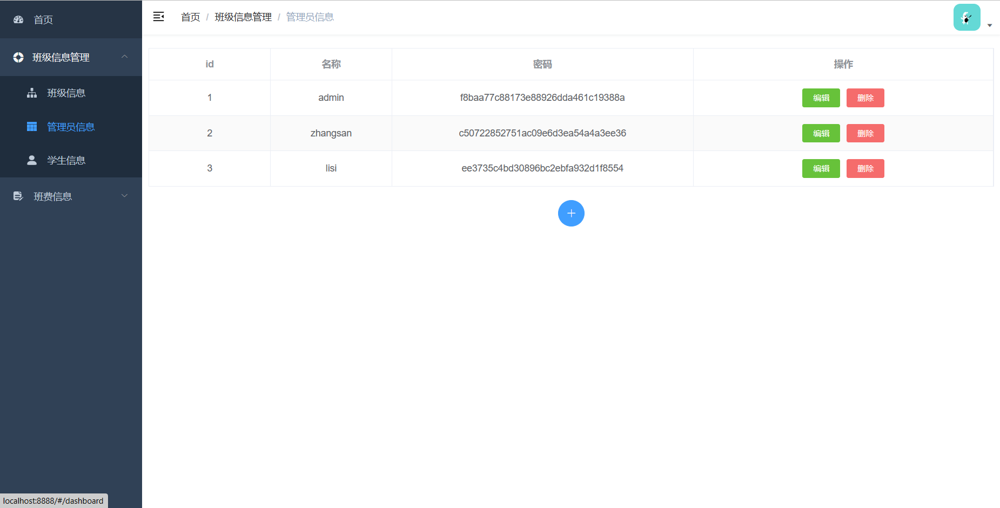 首页
班级信息管理
班级信息
管理员信息
学生信息
班费信息
首页 / 班级信息管理 / 管理员信息
id 名称 密码 操作
1 admin f8baa77c88173e88926dda461c19388a 编辑 删除
2 zhangsan c50722852751ac09e6d3ea54a4a3ee36 编辑 删除
3 lisi ee3735c4bd30896bc2ebfa932d1f8554 编辑 删除
localhost:8888/#/dashboard